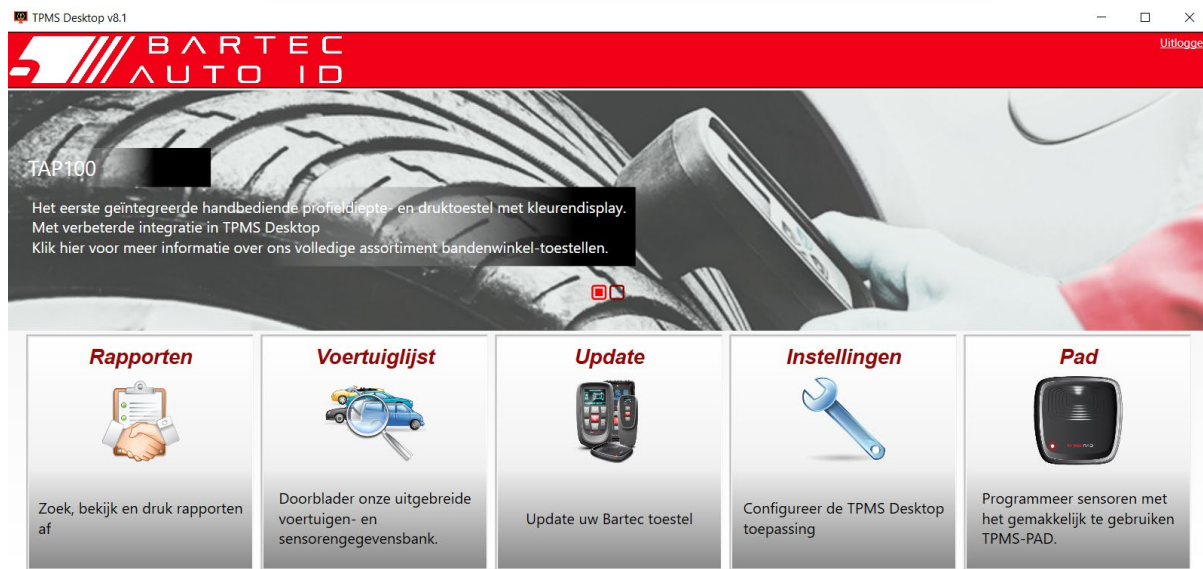 TPMS Desktop v8.1
BARTEC
AUTO ID
Uitlogge
TAP100
Het eerste geïntegreerde handbediende profieldiepte- en druktoestel met kleurendisplay.
Met verbeterde integratie in TPMS Desktop
Klik hier voor meer informatie over ons volledige assortiment bandenwinkel-toestellen.
Rapporten
Voertuiglijst
Update
Instellingen
Pad
Zoek, bekijk en druk rapporten
af
Doorblader onze uitgebreide
voertuigen- en
sensorengegevensbank.
Update uw Bartec toestel
Configureer de TPMS Desktop
toepassing
Programmeer sensoren met
het gemakkelijk te gebruiken
TPMS-PAD.